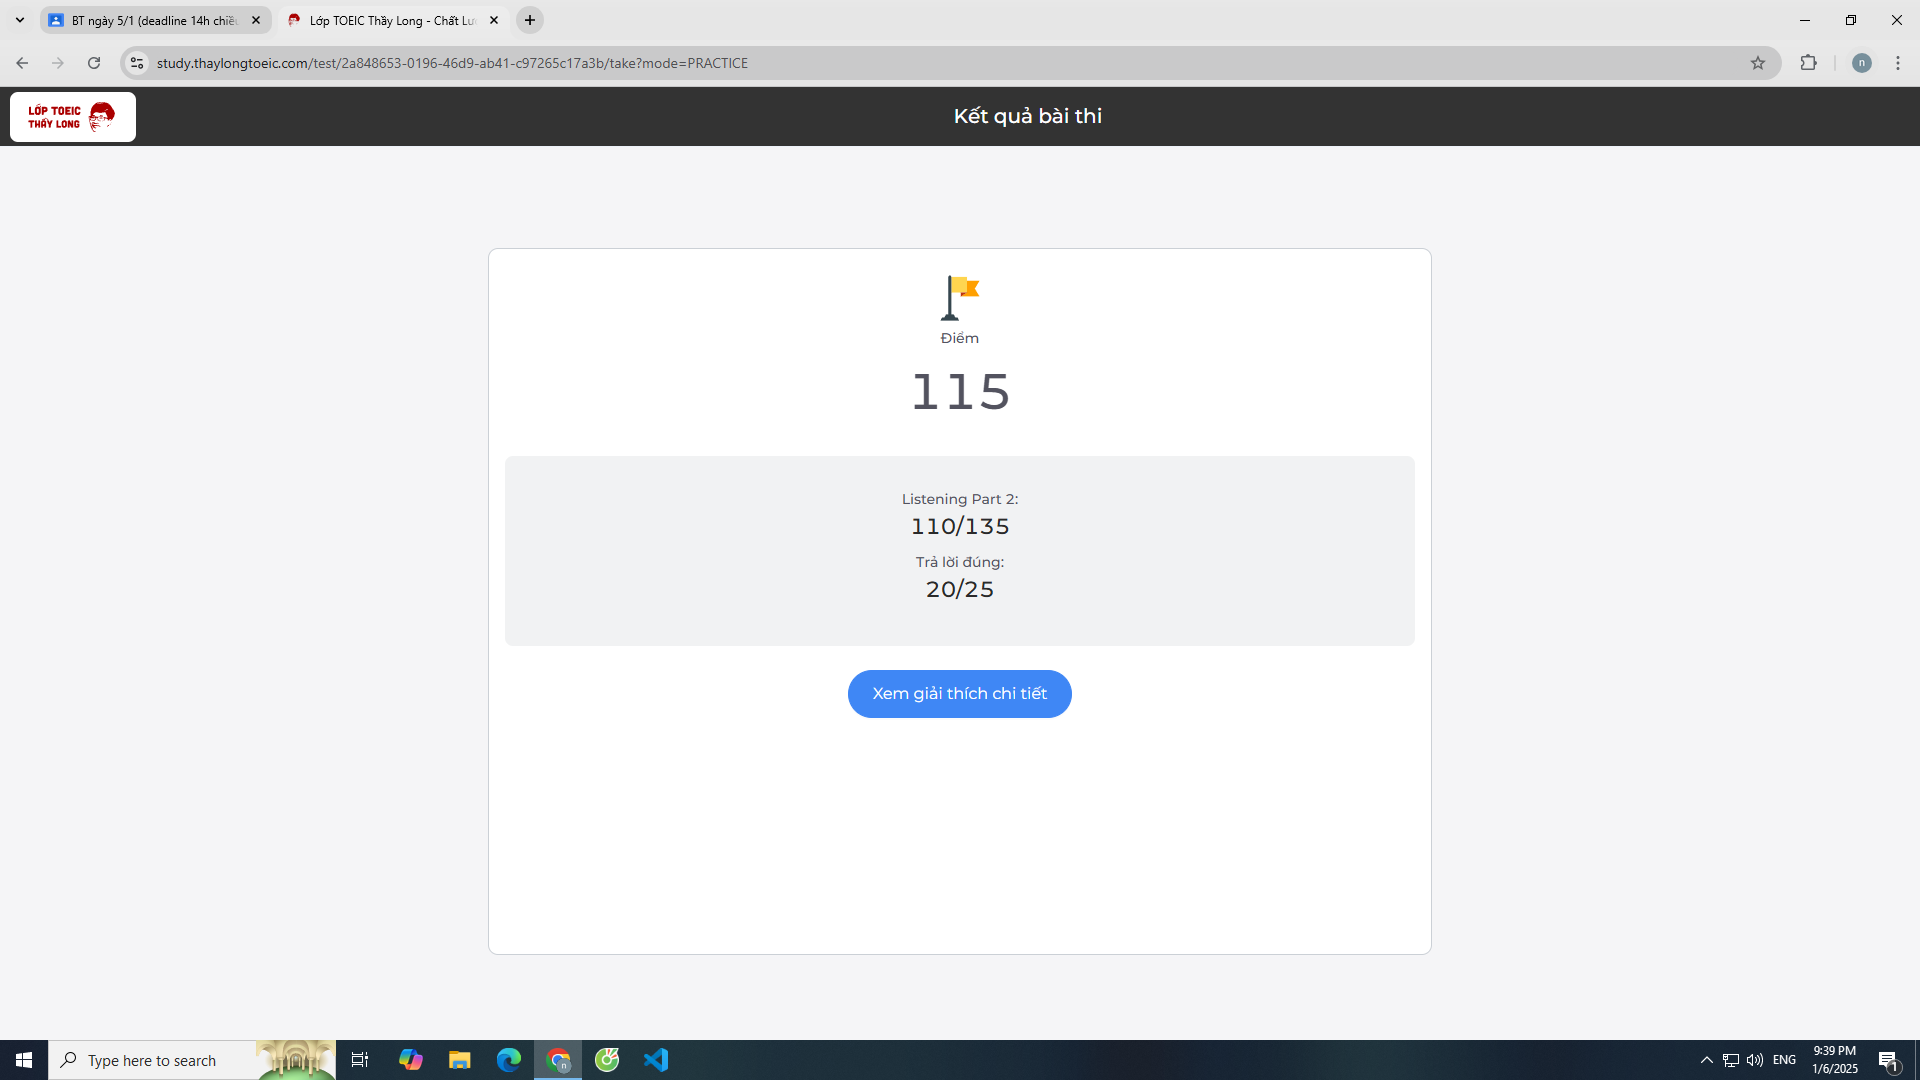 BT ngày 5/1 (deadline 14h chiều
Lớp TOEIC Thầy Long - Chất Lư
study.thaylongtoeic.com/test/2a848653-0196-46d9-ab41-c97265c17a3b/take?mode=PRACTICE
n
LỚP TOEIC
THẦY LONG
Kết quả bài thi
Điểm
115
Listening Part 2:
110/135
Trả lời đúng:
20/25
Xem giải thích chi tiết
Type here to search
n
ENG
9:39 PM
1/6/2025
1